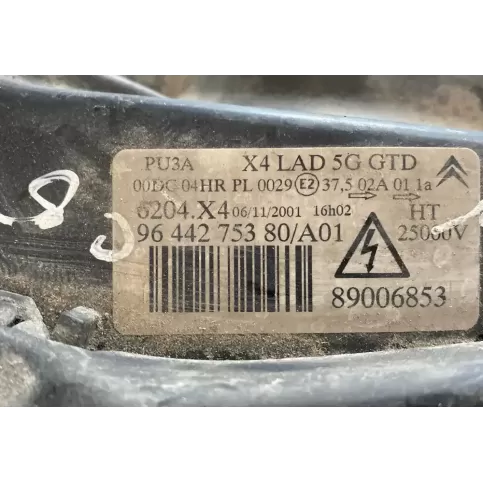 PU3A X4 LAD 5G GTD
00DC 04HR PL 0029 E2 37,5 02A 01 1a
6204.X4 06/11/2001 16h02 HT
96 442 753 80/A01 25000V
89006853